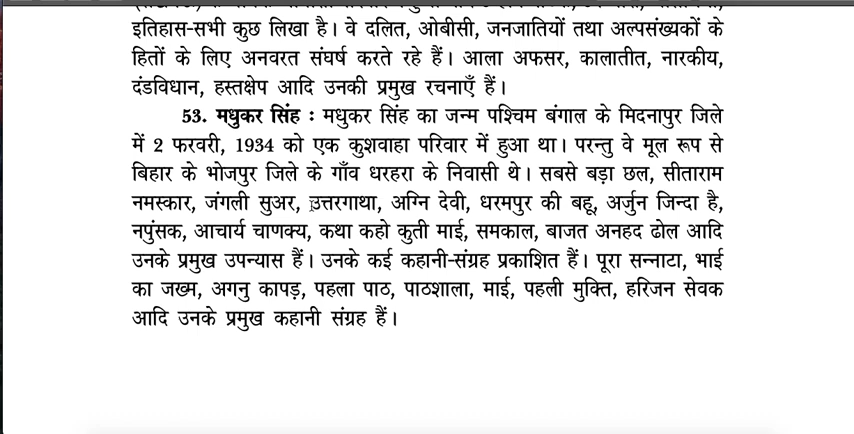 इतिहास-सभी कुछ लिखा है। वे दलित, ओबीसी, जनजातियों तथा अल्पसंख्यकों के
हितों के लिए अनवरत संघर्ष करते रहे हैं। आला अफसर, कालातीत, नारकीय,
दंडविधान, हस्तक्षेप आदि उनकी प्रमुख रचनाएँ हैं।
53. मधुकर सिंह : मधुकर सिंह का जन्म पश्चिम बंगाल के मिदनापुर जिले
में 2 फरवरी, 1934 को एक कुशवाहा परिवार में हुआ था। परन्तु वे मूल रूप से
बिहार के भोजपुर जिले के गाँव धरहरा के निवासी थे। सबसे बड़ा छल, सीताराम
नमस्कार, जंगली सुअर, उत्तरगाथा, अग्नि देवी, धरमपुर की बहू, अर्जुन जिन्दा है,
नपुंसक, आचार्य चाणक्य, कथा कहो कुती माई, समकाल, बाजत अनहद ढोल आदि
उनके प्रमुख उपन्यास हैं। उनके कई कहानी-संग्रह प्रकाशित हैं। पूरा सन्नाटा, भाई
का जख्म, अगनु कापड़, पहला पाठ, पाठशाला, माई, पहली मुक्ति, हरिजन सेवक
आदि उनके प्रमुख कहानी संग्रह हैं।